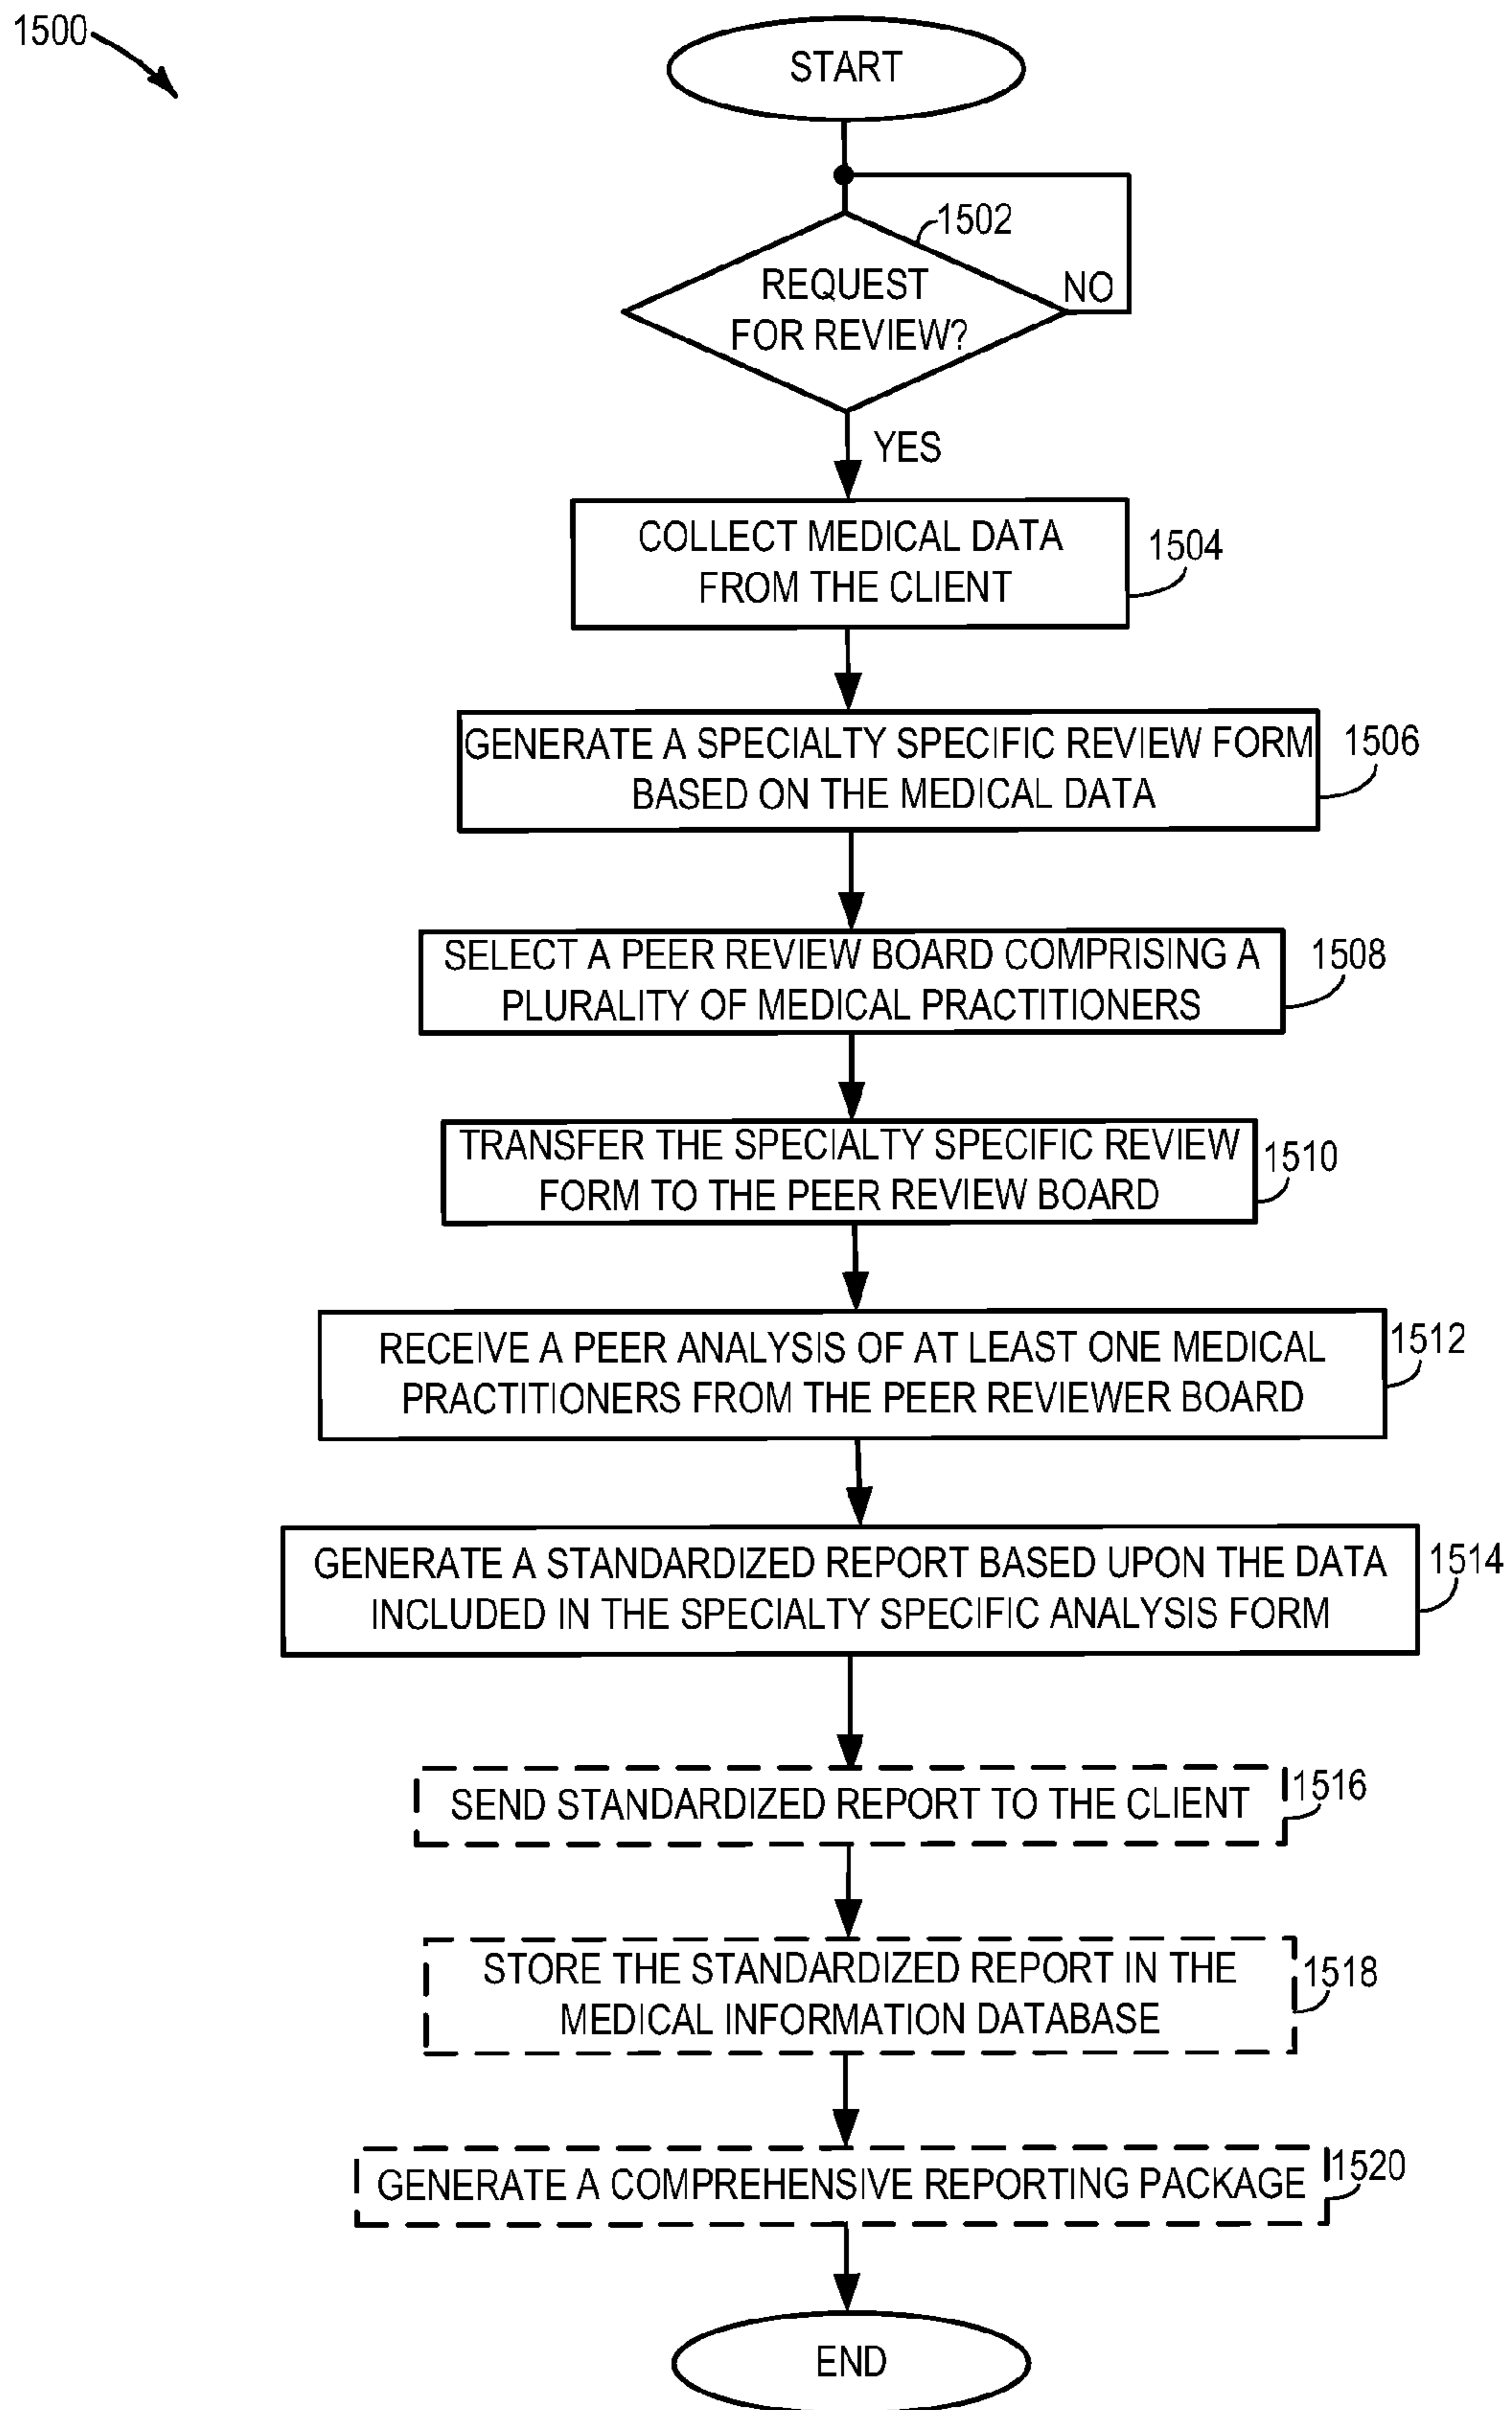 1500
START
1502
REQUEST
FOR REVIEW?
NO
YES
COLLECT MEDICAL DATA
FROM THE CLIENT
1504
GENERATE A SPECIALTY SPECIFIC REVIEW FORM
BASED ON THE MEDICAL DATA
1506
SELECT A PEER REVIEW BOARD COMPRISING A
PLURALITY OF MEDICAL PRACTITIONERS
1508
TRANSFER THE SPECIALTY SPECIFIC REVIEW
FORM TO THE PEER REVIEW BOARD
1510
RECEIVE A PEER ANALYSIS OF AT LEAST ONE MEDICAL
PRACTITIONERS FROM THE PEER REVIEWER BOARD
1512
GENERATE A STANDARDIZED REPORT BASED UPON THE DATA
INCLUDED IN THE SPECIALTY SPECIFIC ANALYSIS FORM
1514
SEND STANDARDIZED REPORT TO THE CLIENT
1516
STORE THE STANDARDIZED REPORT IN THE
MEDICAL INFORMATION DATABASE
1518
GENERATE A COMPREHENSIVE REPORTING PACKAGE
1520
END